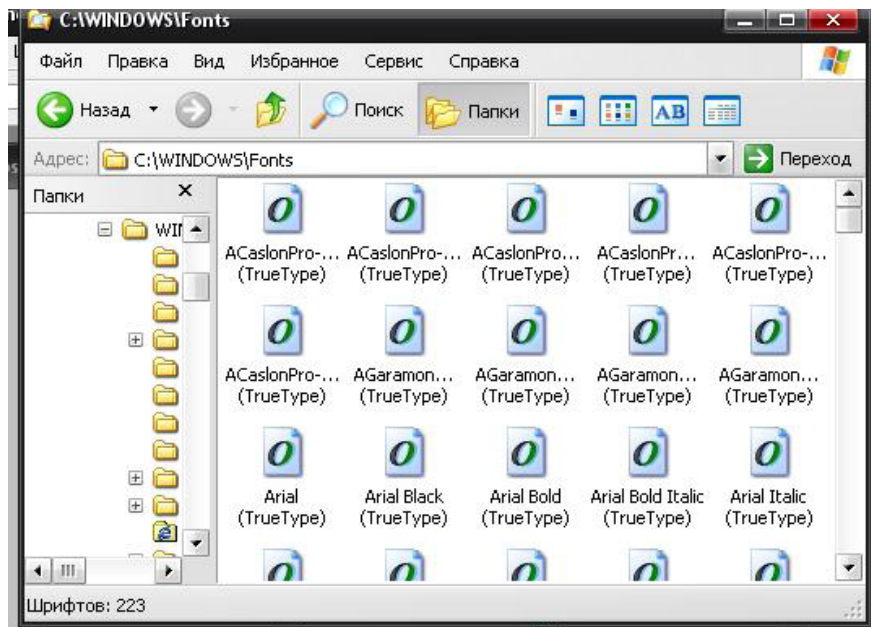 C:\WINDOWS\Fonts
Файл Правка Вид Избранное Сервис Справка
Назад Поиск Папки AB
Адрес: C:\WINDOWS\Fonts Переход
Папки
WIN
ACaslonPro-... ACaslonPro-... ACaslonPro... ACaslonPr... ACaslonPro-...
(TrueType) (TrueType) (TrueType) (TrueType) (TrueType)
ACaslonPro-... AGaramon... AGaramon... AGaramon... AGaramon...
(TrueType) (TrueType) (TrueType) (TrueType) (TrueType)
Arial Arial Black Arial Bold Arial Bold Italic Arial Italic
(TrueType) (TrueType) (TrueType) (TrueType) (TrueType)
Шрифтов: 223